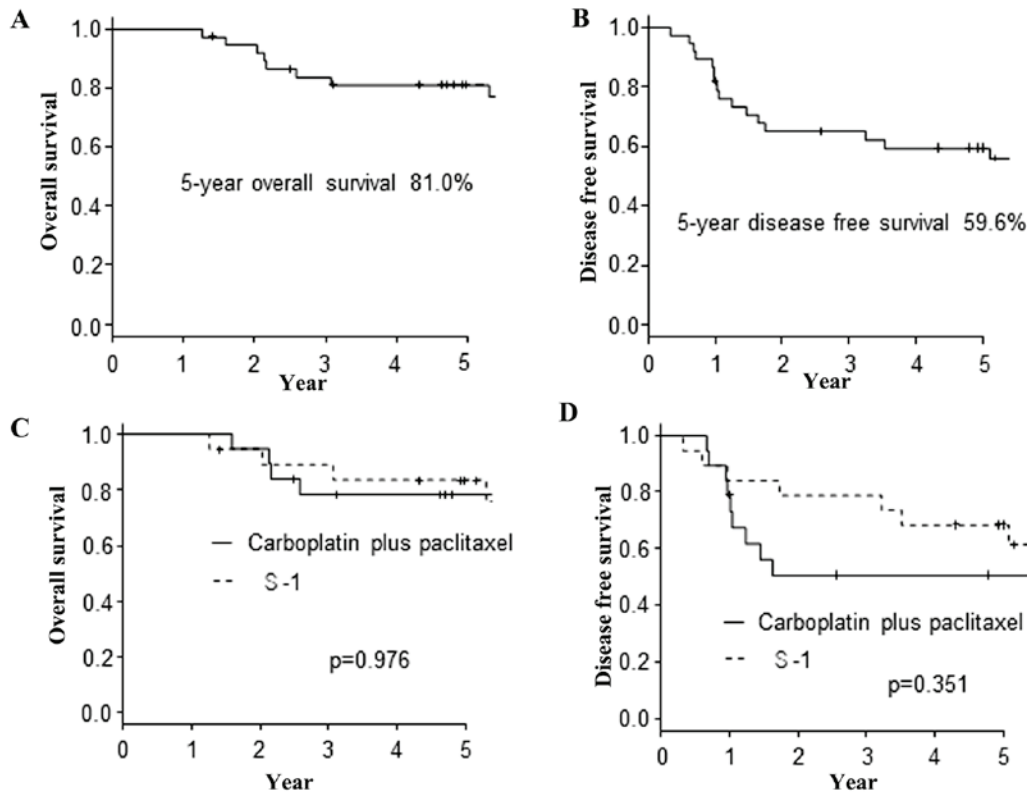 A
Overall survival
1.0
0.8
0.6
0.4
0.2
0.0
5-year overall survival 81.0%
0 1 2 3 4 5
Year
B
Disease free survival
1.0
0.8
0.6
0.4
0.2
0.0
5-year disease free survival 59.6%
0 1 2 3 4 5
Year
C
Overall survival
1.0
0.8
0.6
0.4
0.2
0.0
Carboplatin plus paclitaxel
S-1
p=0.976
0 1 2 3 4 5
Year
D
Disease free survival
1.0
0.8
0.6
0.4
0.2
0.0
Carboplatin plus paclitaxel
S-1
p=0.351
0 1 2 3 4 5
Year